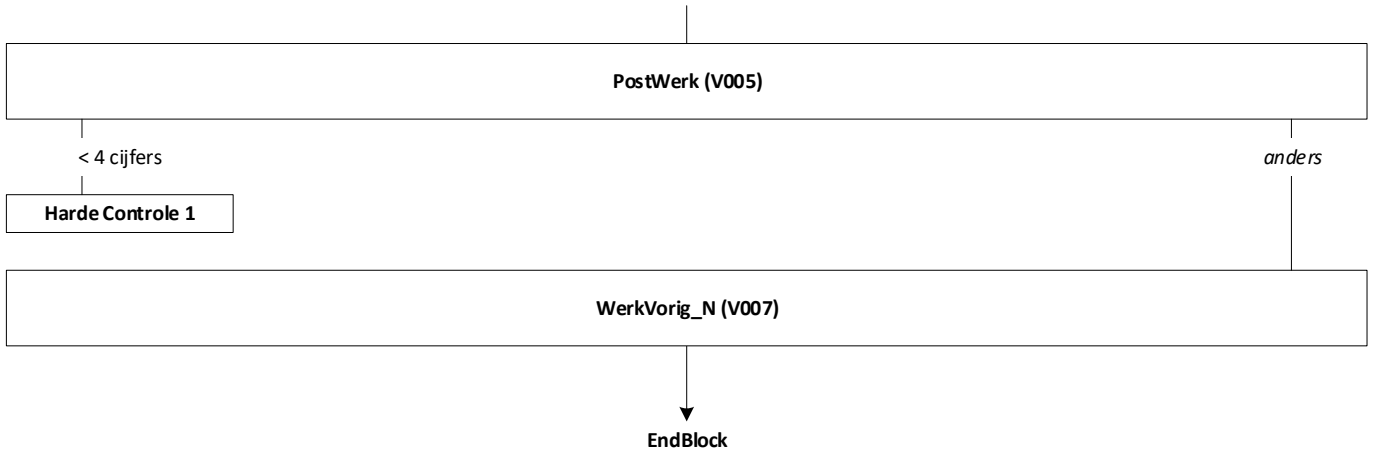 PostWerk (V005)
< 4 cijfers
anders
Harde Controle 1
WerkVorig_N (V007)
EndBlock